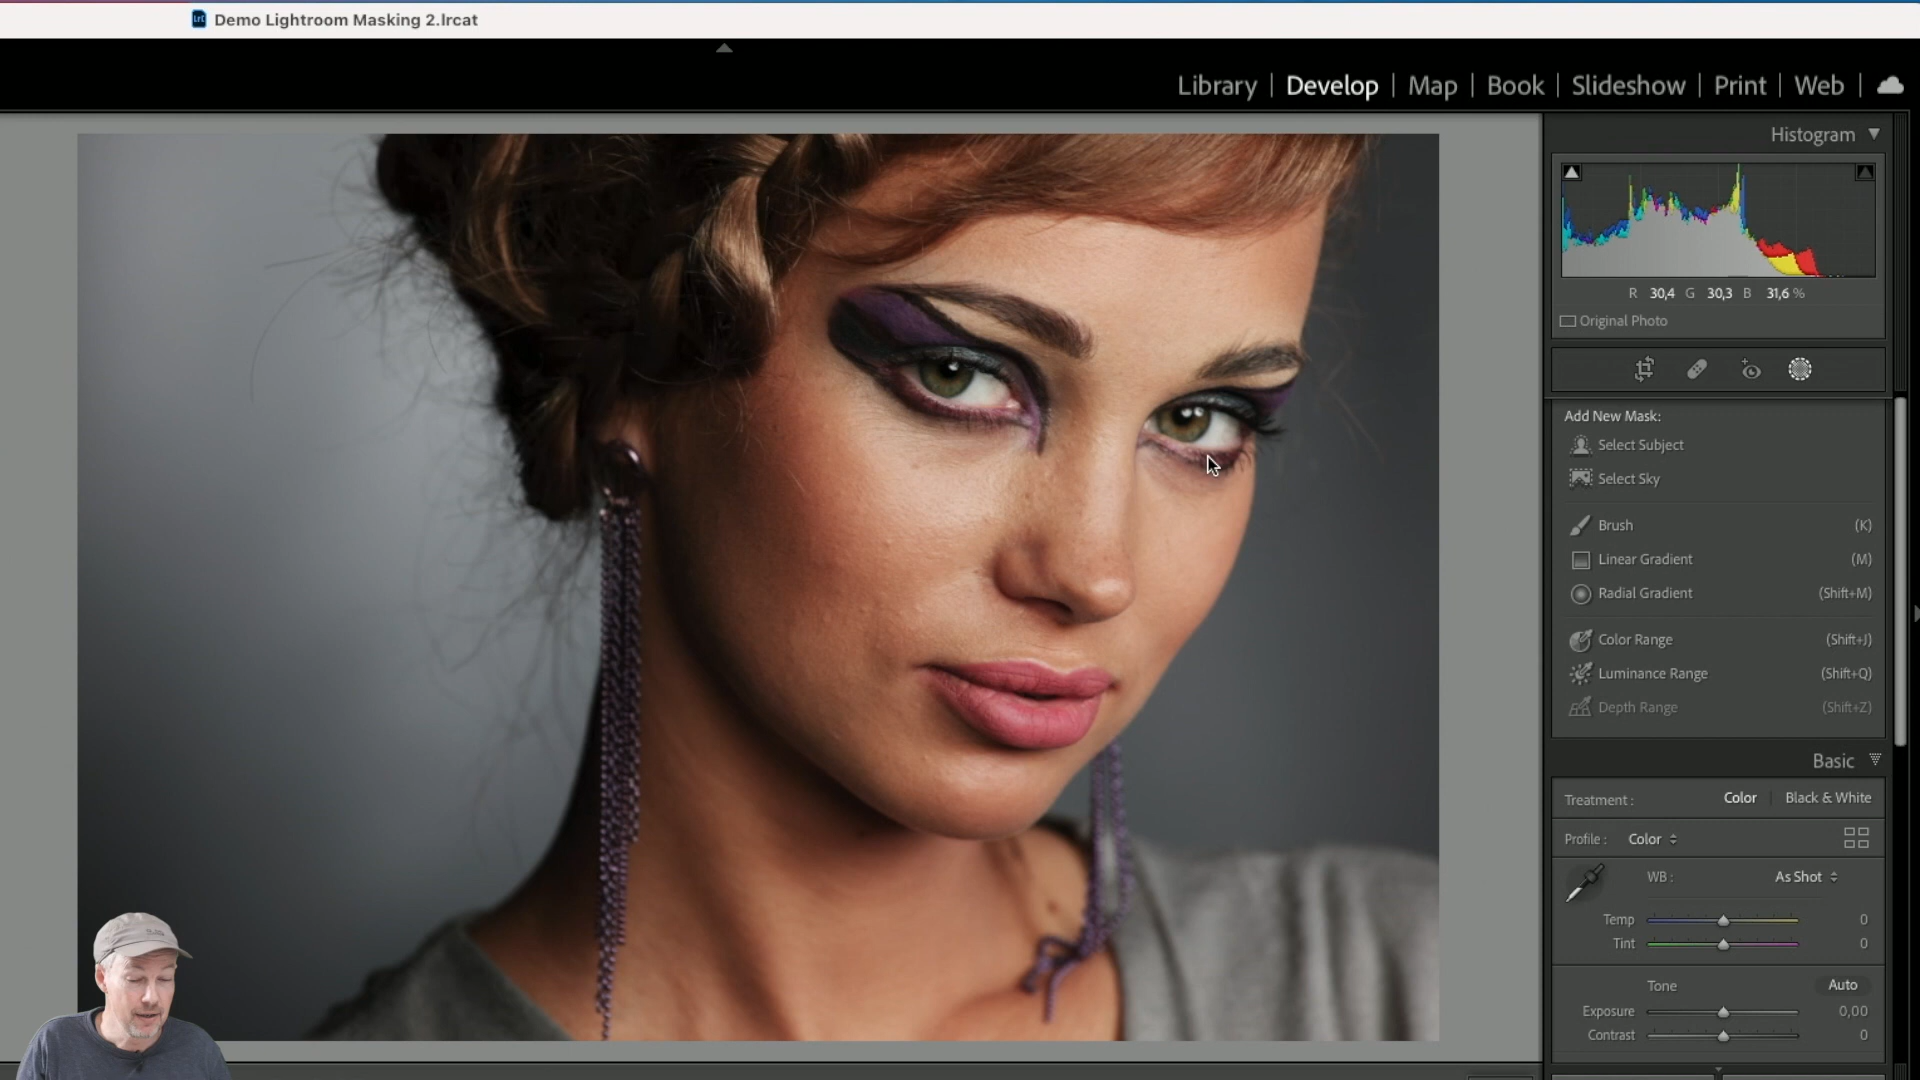 Demo Lightroom Masking 2.lrcat
Library | Develop | Map | Book | Slideshow | Print | Web |
Histogram
R 30,4 G 30,3 B 31,6 %
Original Photo
Add New Mask:
Select Subject
Select Sky
Brush (K)
Linear Gradient (M)
Radial Gradient (Shift+M)
Color Range (Shift+J)
Luminance Range (Shift+Q)
Depth Range (Shift+Z)
Basic
Treatment : Color | Black & White
Profile : Color
WB : As Shot
Temp 0
Tint 0
Tone Auto
Exposure 0,00
Contrast 0